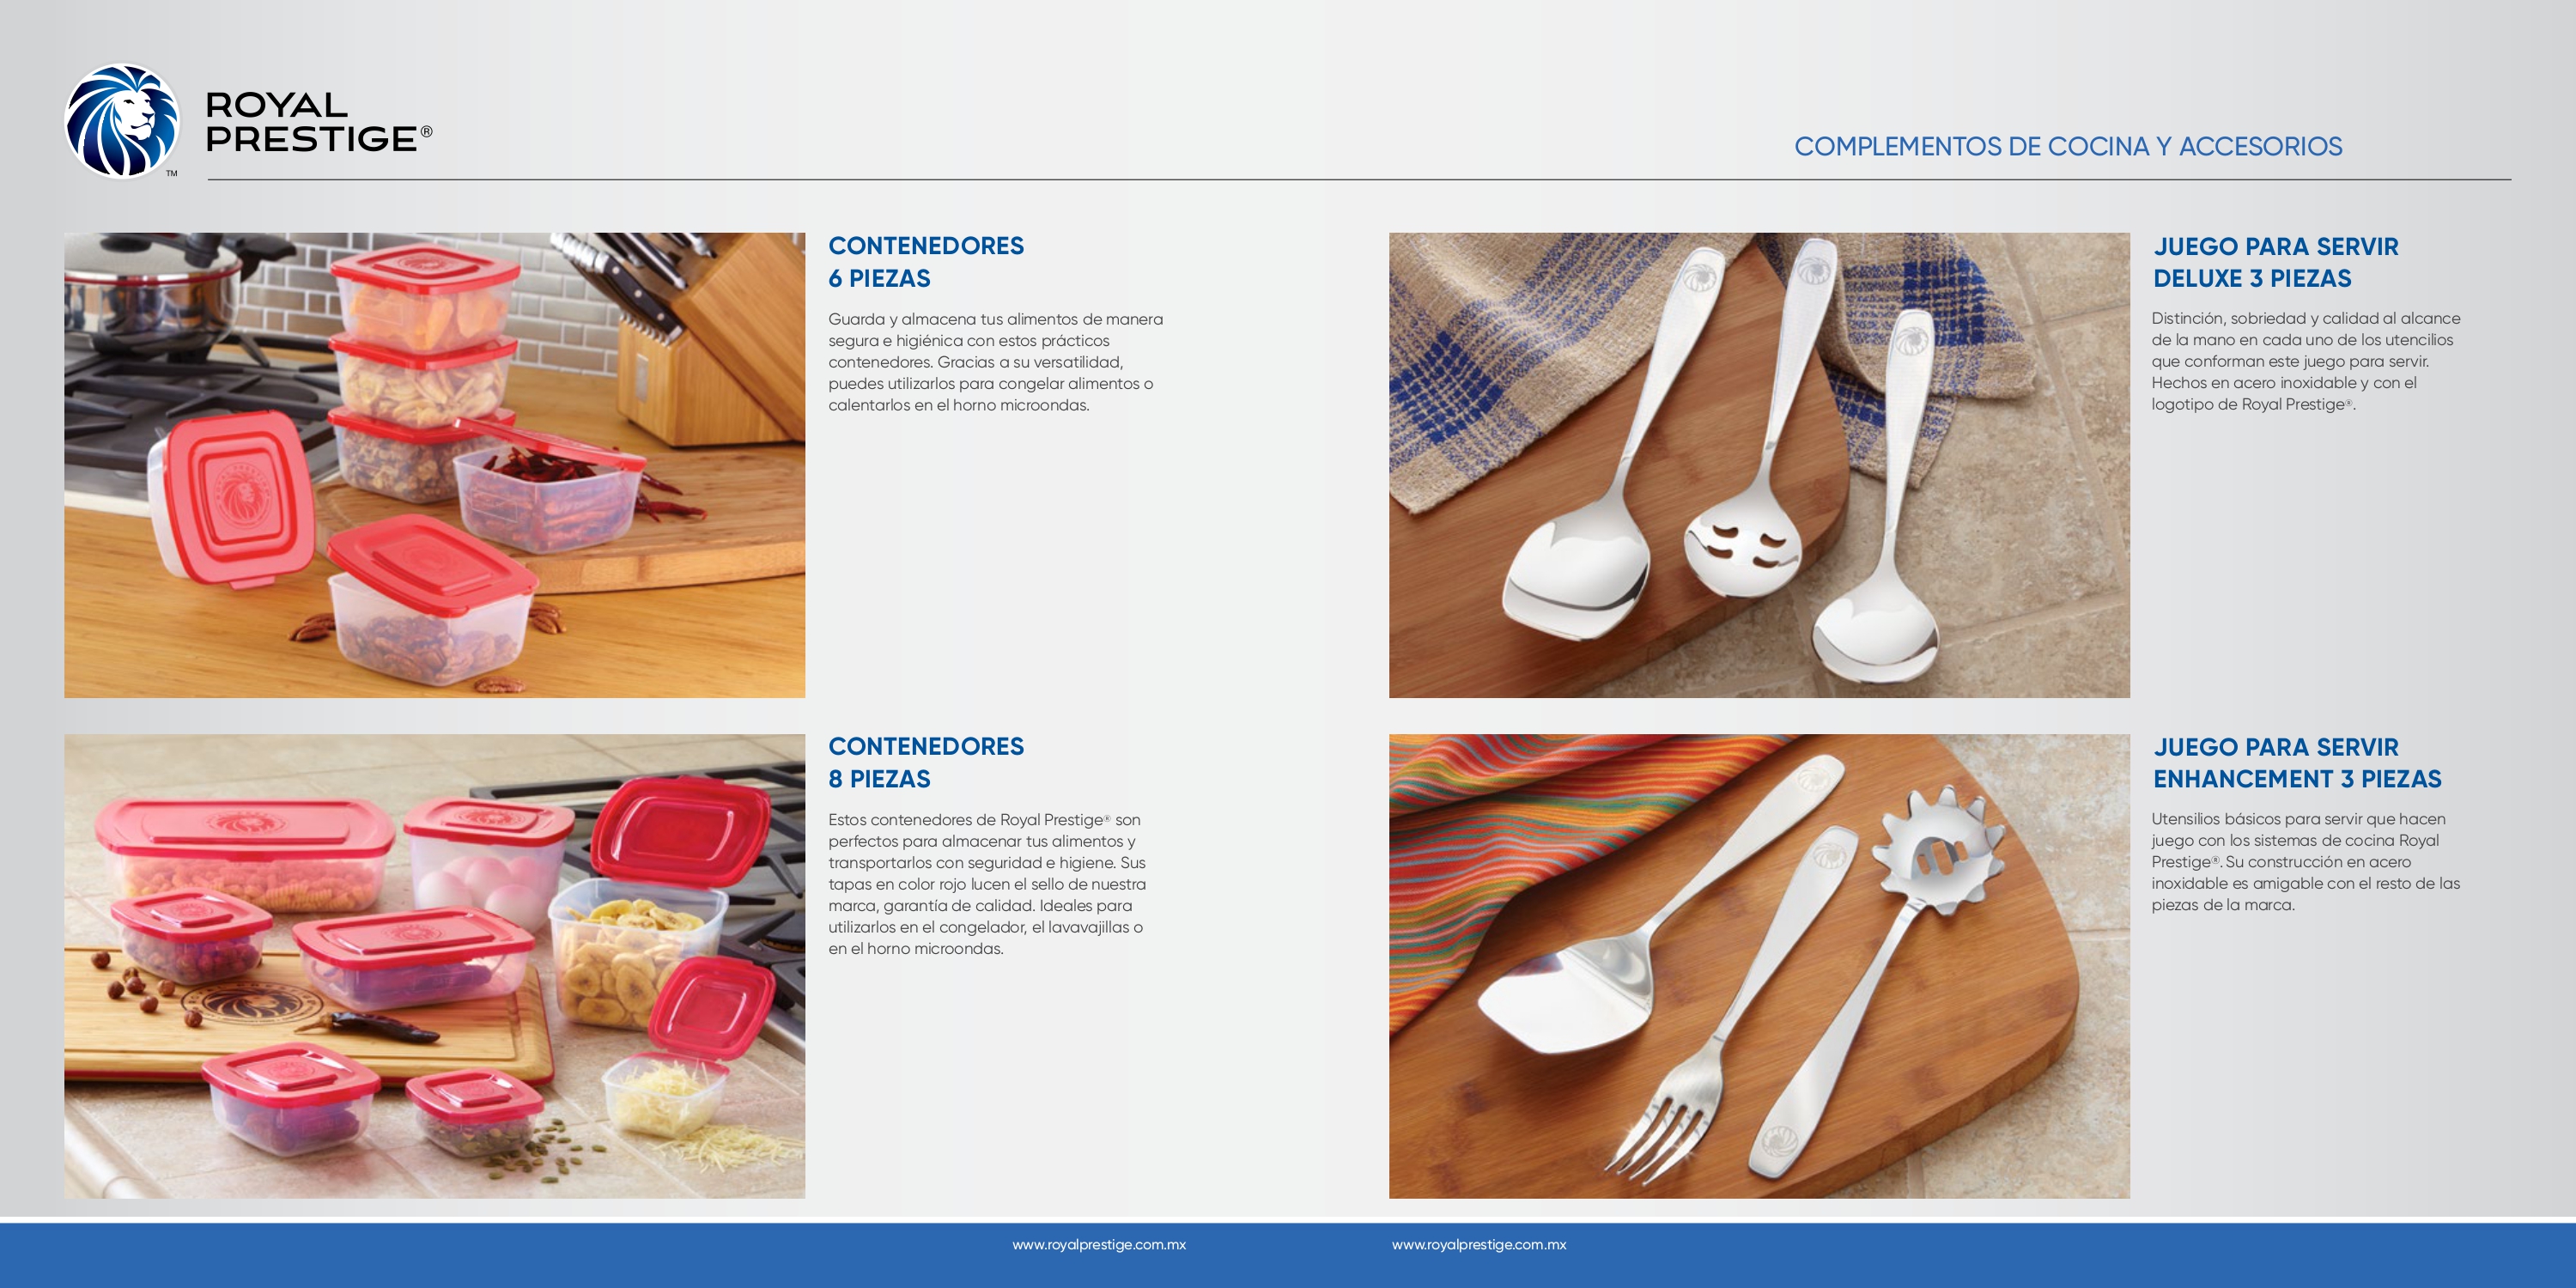 ROYAL
PRESTIGE®
TM
COMPLEMENTOS DE COCINA Y ACCESORIOS
CONTENEDORES
6 PIEZAS
Guarda y almacena tus alimentos de manera
segura e higiénica con estos prácticos
contenedores. Gracias a su versatilidad,
puedes utilizarlos para congelar alimentos o
calentarlos en el horno microondas.
CONTENEDORES
8 PIEZAS
Estos contenedores de Royal Prestige® son
perfectos para almacenar tus alimentos y
transportarlos con seguridad e higiene. Sus
tapas en color rojo lucen el sello de nuestra
marca, garantía de calidad. Ideales para
utilizarlos en el congelador, el lavavajillas o
en el horno microondas.
JUEGO PARA SERVIR
DELUXE 3 PIEZAS
Distinción, sobriedad y calidad al alcance
de la mano en cada uno de los utencilios
que conforman este juego para servir.
Hechos en acero inoxidable y con el
logotipo de Royal Prestige®.
JUEGO PARA SERVIR
ENHANCEMENT 3 PIEZAS
Utensilios básicos para servir que hacen
juego con los sistemas de cocina Royal
Prestige®. Su construcción en acero
inoxidable es amigable con el resto de las
piezas de la marca.
www.royalprestige.com.mx
www.royalprestige.com.mx